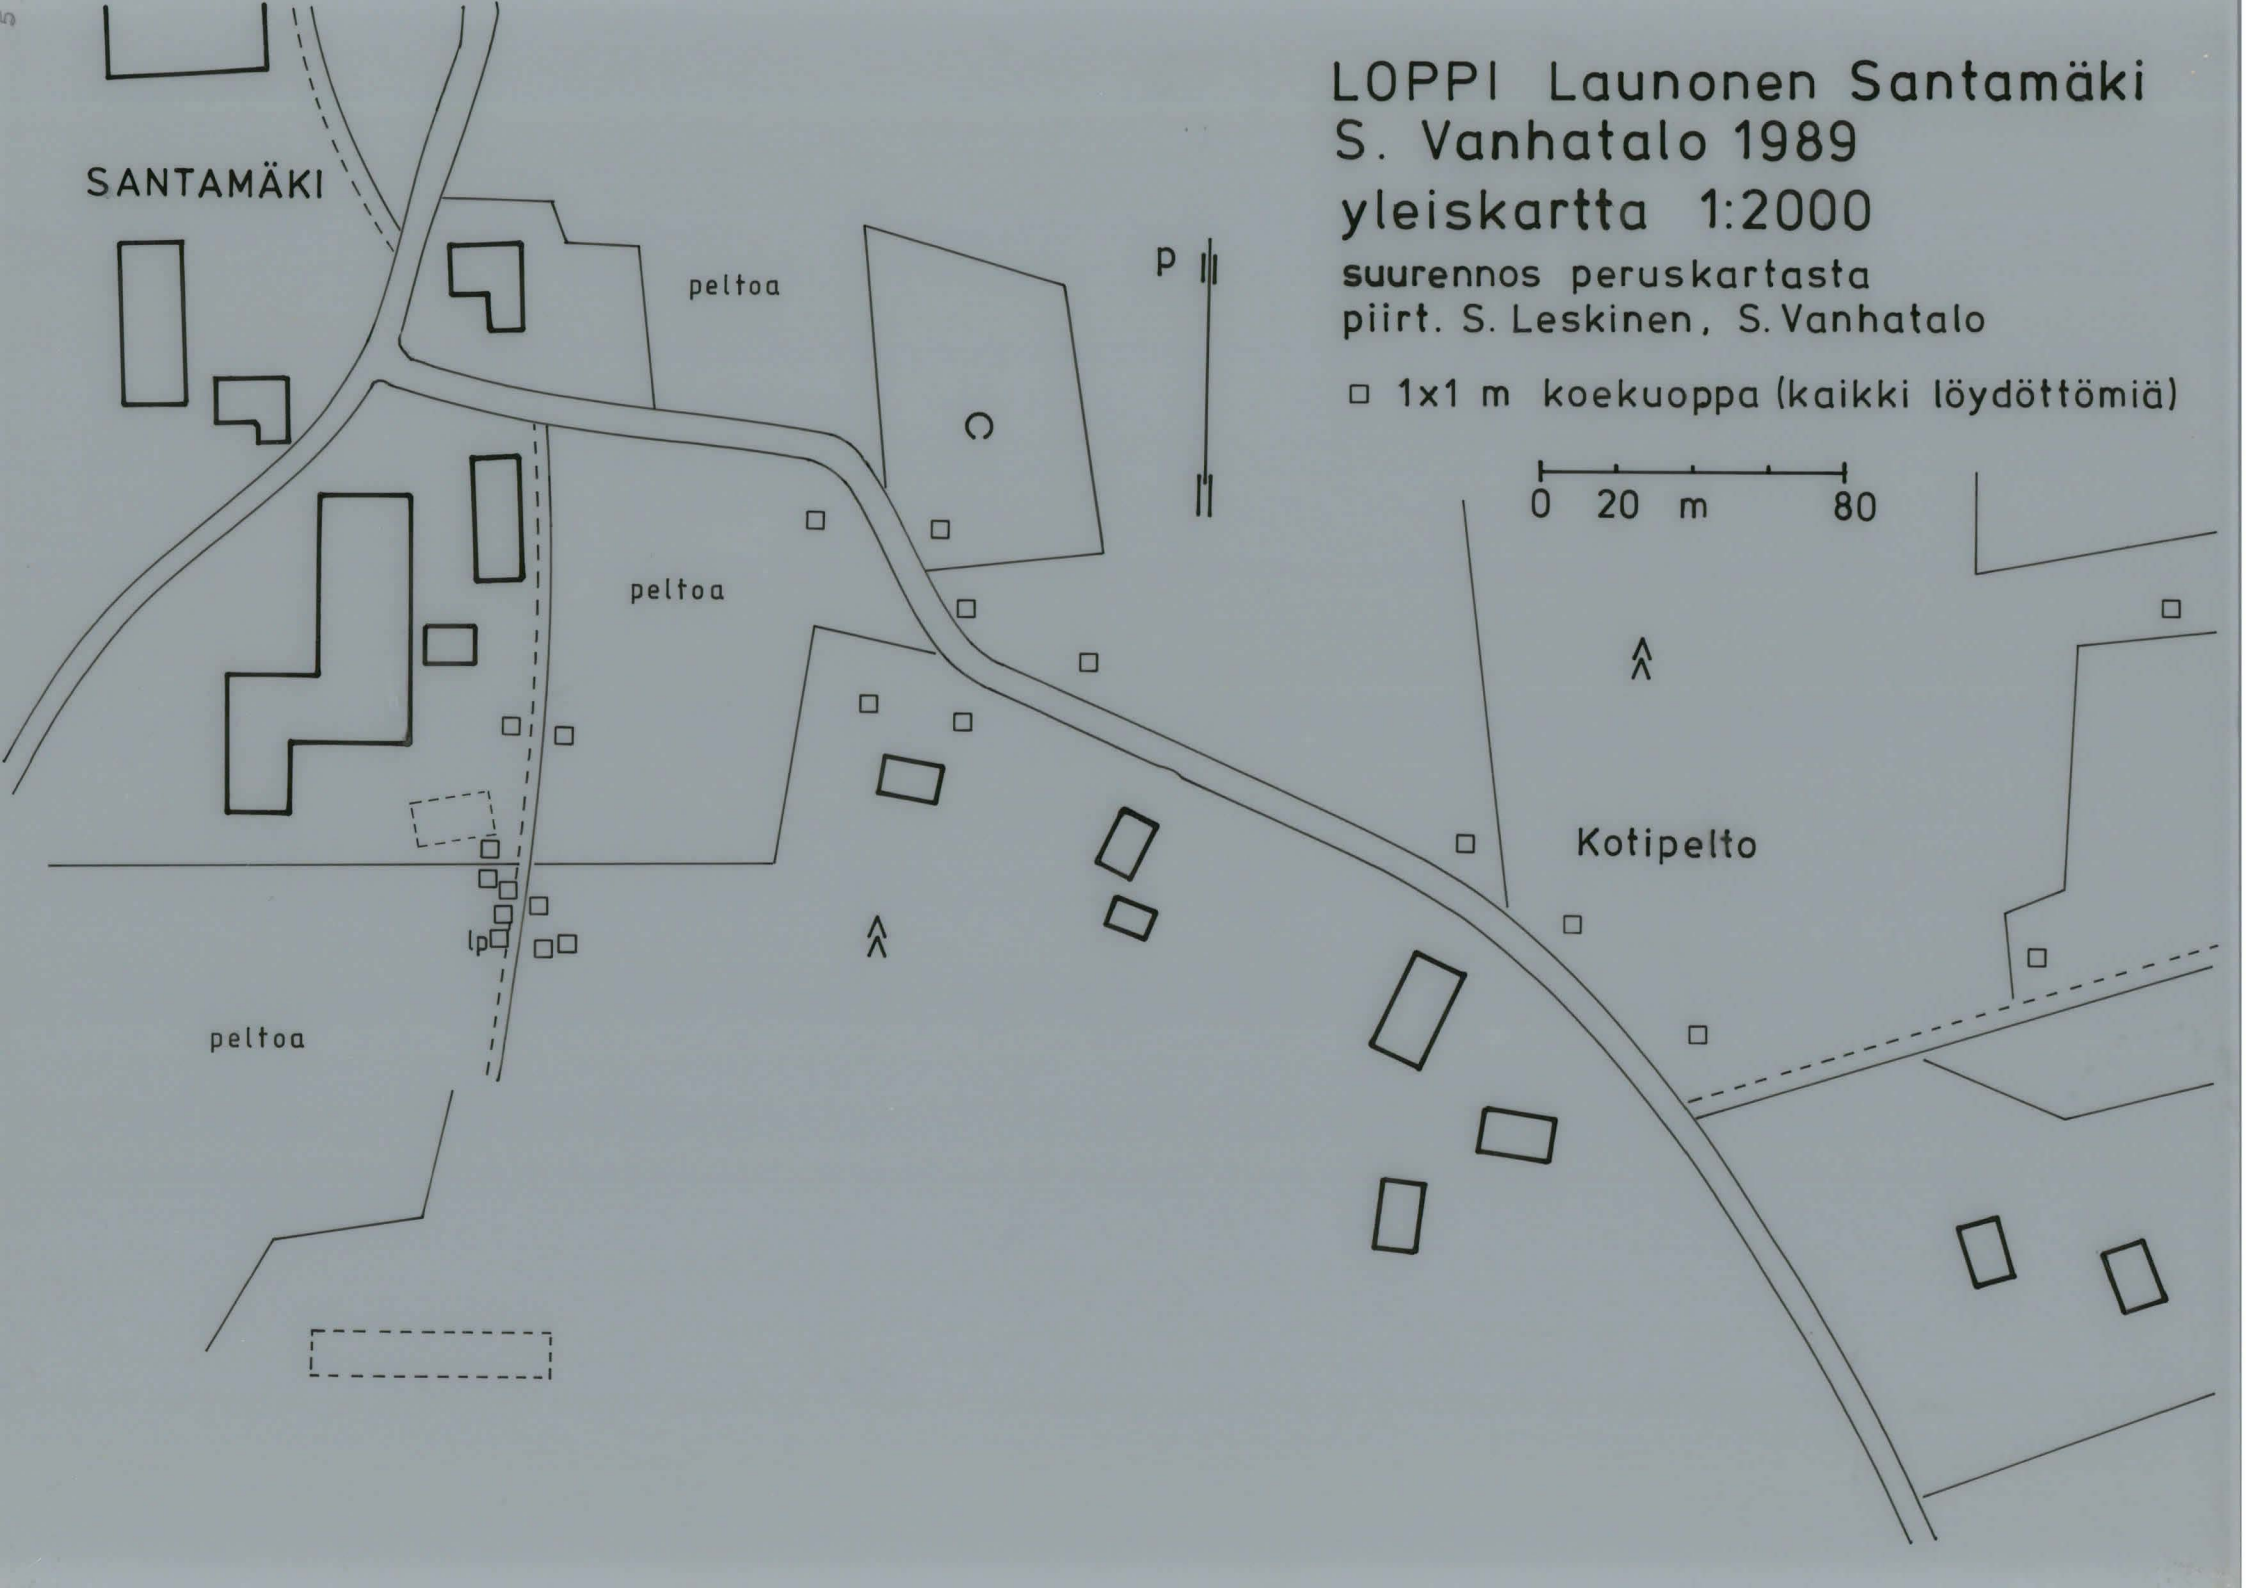 LOPPI Launonen Santamäki
S. Vanhatalo 1989
yleiskartta 1:2000
suurennos peruskartasta
piirt. S. Leskinen, S. Vanhatalo
1x1 m koekuoppa (kaikki löydöttömiä)
0 20 m 80
P
SANTAMÄKI
peltoa
peltoa
Kotipelto
lp
peltoa
5